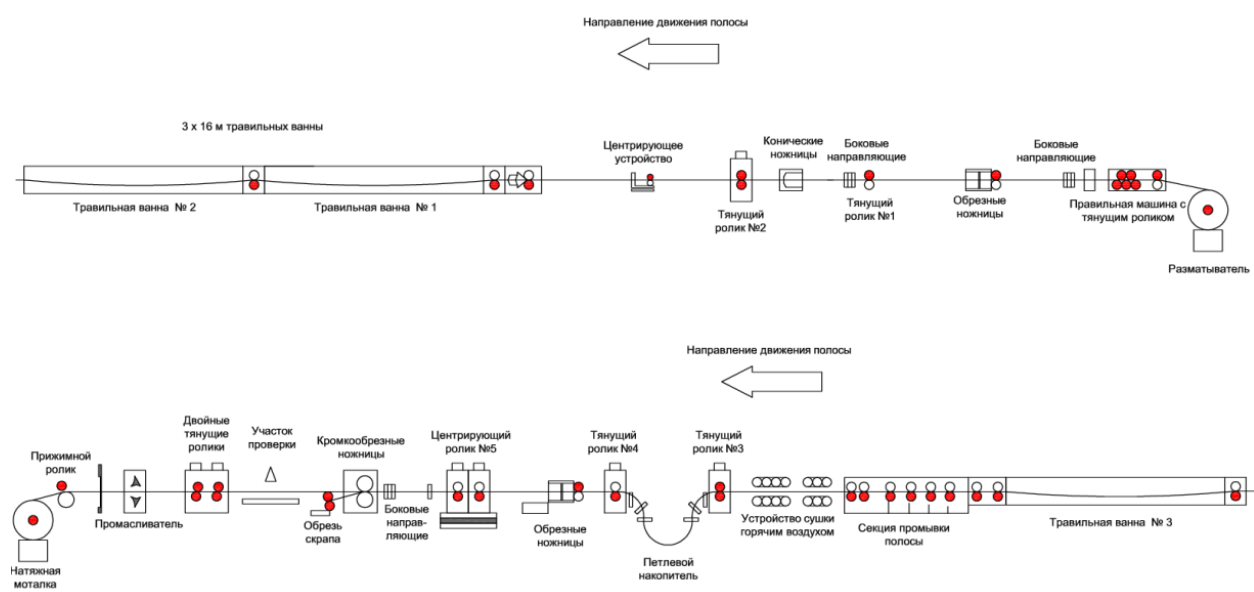 Направление движения полосы
3 x 16 м травильных ванны
Центрирующее
устройство
Конические
ножницы
Боковые
направляющие
Боковые
направляющие
Травильная ванна № 2
Травильная ванна № 1
Тянущий
ролик №2
Тянущий
ролик №1
Обрезные
ножницы
Правильная машина с
тянущим роликом
Разматыватель
Направление движения полосы
Прижимной
ролик
Двойные
тянущие
ролики
Участок
проверки
Кромкообрезные
ножницы
Центрирующий
ролик №5
Тянущий
ролик №4
Тянущий
ролик №3
Промасливатель
Обрезь
скрапа
Боковые
направ-
ляющие
Обрезные
ножницы
Петлевой
накопитель
Устройство сушки
горячим воздухом
Секция промывки
полосы
Травильная ванна № 3
Натяжная
моталка